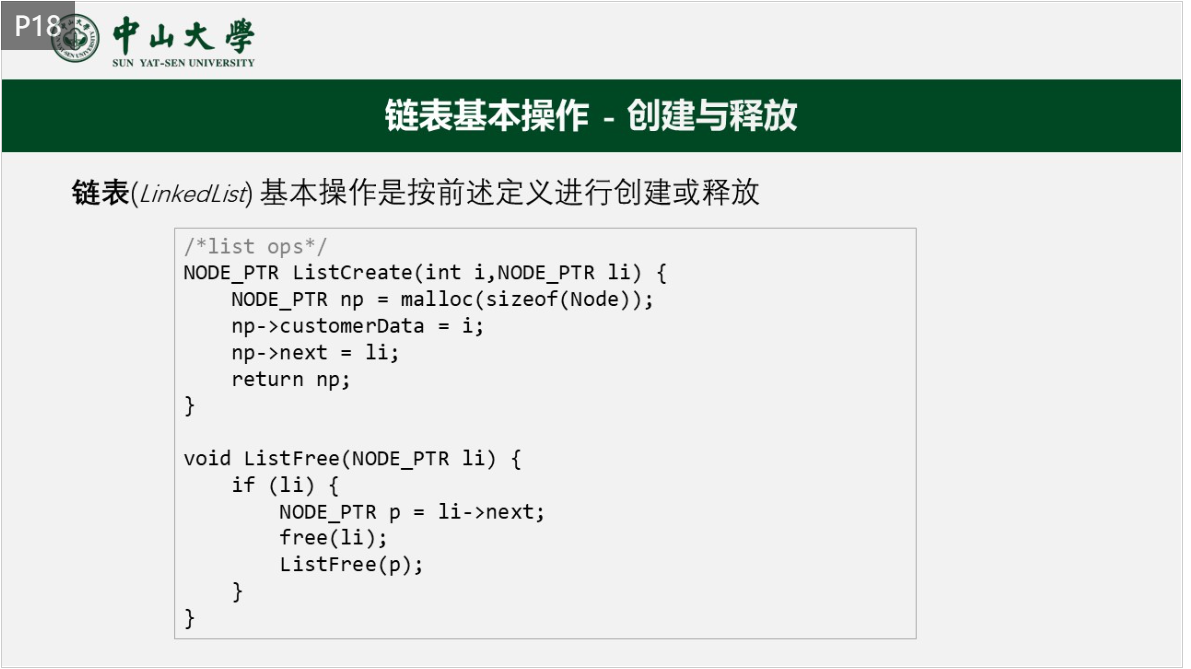 P18
中山大學
SUN YAT-SEN UNIVERSITY
链表基本操作 - 创建与释放
链表(LinkedList) 基本操作是按前述定义进行创建或释放
/*list ops*/
NODE_PTR ListCreate(int i,NODE_PTR li) {
    NODE_PTR np = malloc(sizeof(Node));
    np->customerData = i;
    np->next = li;
    return np;
}
void ListFree(NODE_PTR li) {
    if (li) {
        NODE_PTR p = li->next;
        free(li);
        ListFree(p);
    }
}